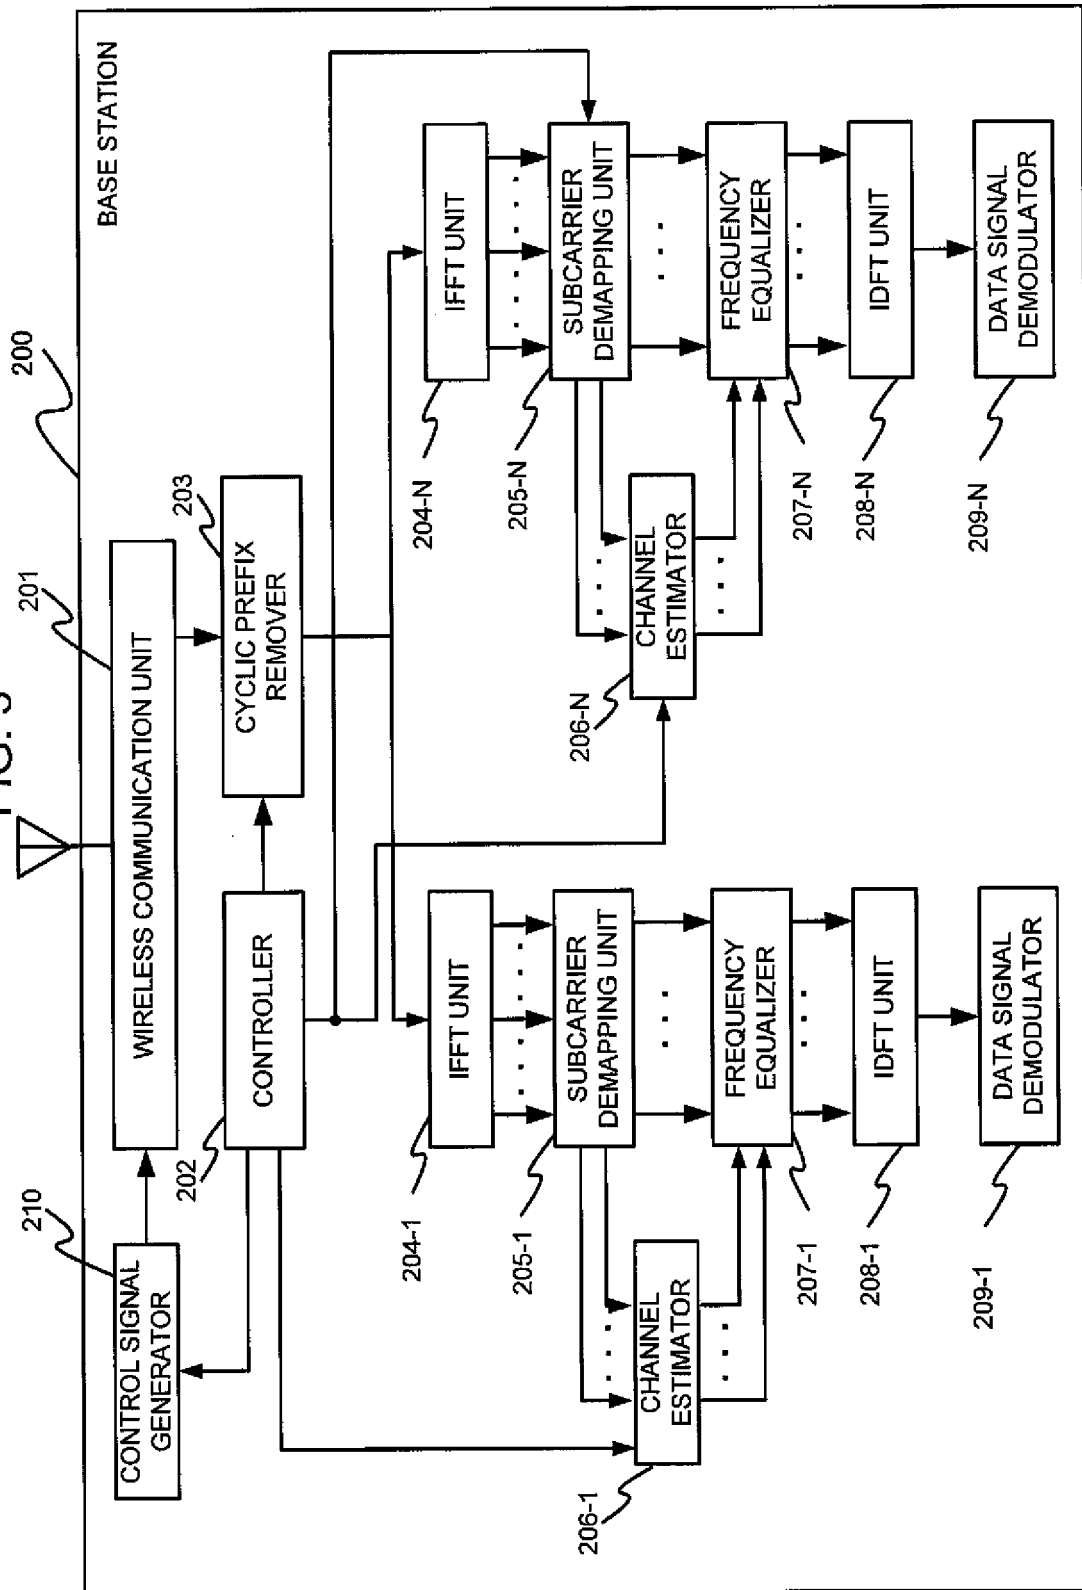 BASE STATION
200
WIRELESS COMMUNICATION UNIT
201
CONTROL SIGNAL
GENERATOR
210
CONTROLLER
202
CYCLIC PREFIX
REMOVER
203
IFFT UNIT
204-1
SUBCARRIER
DEMAPPING UNIT
205-1
CHANNEL
ESTIMATOR
206-1
FREQUENCY
EQUALIZER
207-1
IDFT UNIT
208-1
DATA SIGNAL
DEMODULATOR
209-1
IFFT UNIT
204-N
SUBCARRIER
DEMAPPING UNIT
205-N
CHANNEL
ESTIMATOR
206-N
FREQUENCY
EQUALIZER
207-N
IDFT UNIT
208-N
DATA SIGNAL
DEMODULATOR
209-N